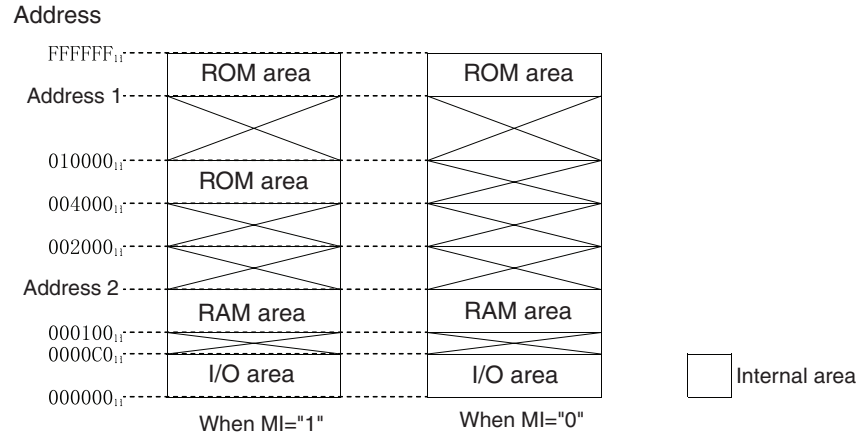 Address
FFFFFFH
ROM area
ROM area
Address 1
010000H
ROM area
004000H
002000H
Address 2
RAM area
RAM area
000100H
0000C0H
I/O area
I/O area
Internal area
000000H
When MI="1"
When MI="0"